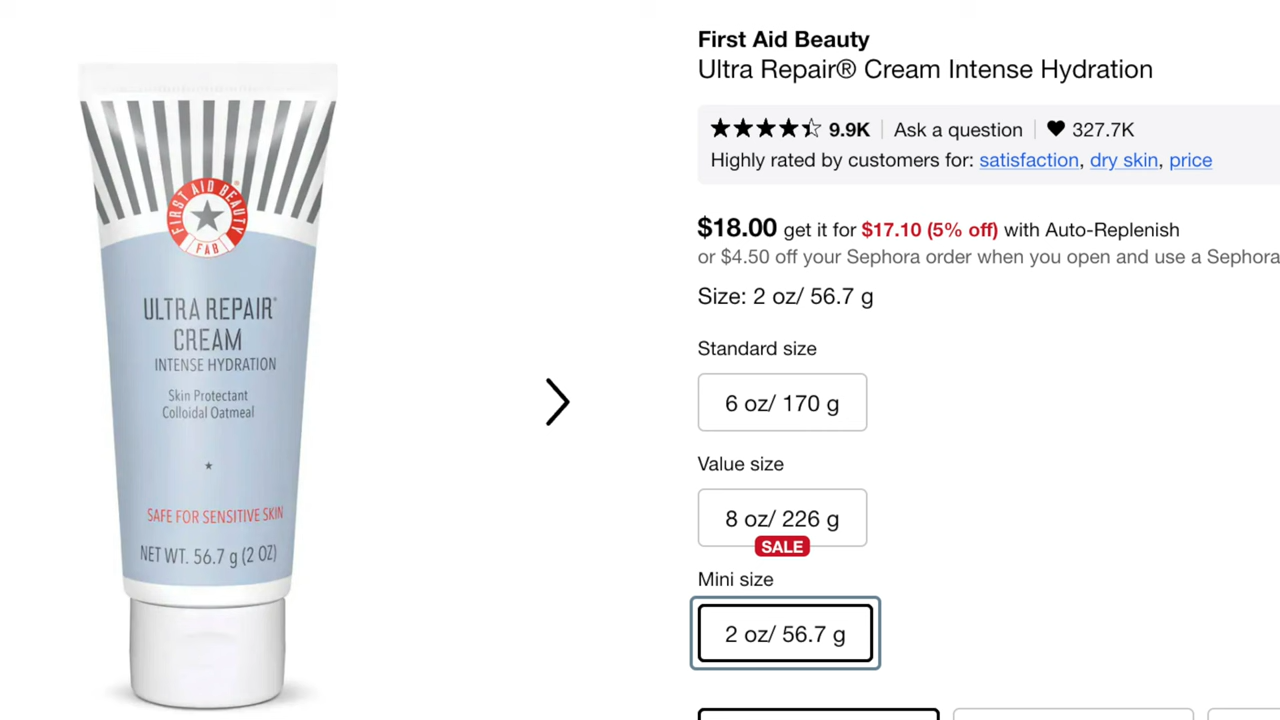 FIRST AID BEAUTY
FAB
ULTRA REPAIR®
CREAM
INTENSE HYDRATION
Skin Protectant
Colloidal Oatmeal
SAFE FOR SENSITIVE SKIN
NET WT. 56.7 g (2 OZ)
First Aid Beauty
Ultra Repair® Cream Intense Hydration
9.9K Ask a question 327.7K
Highly rated by customers for: satisfaction, dry skin, price
$18.00 get it for $17.10 (5% off) with Auto-Replenish
or $4.50 off your Sephora order when you open and use a Sephora
Size: 2 oz/ 56.7 g
Standard size
6 oz/ 170 g
Value size
8 oz/ 226 g
SALE
Mini size
2 oz/ 56.7 g